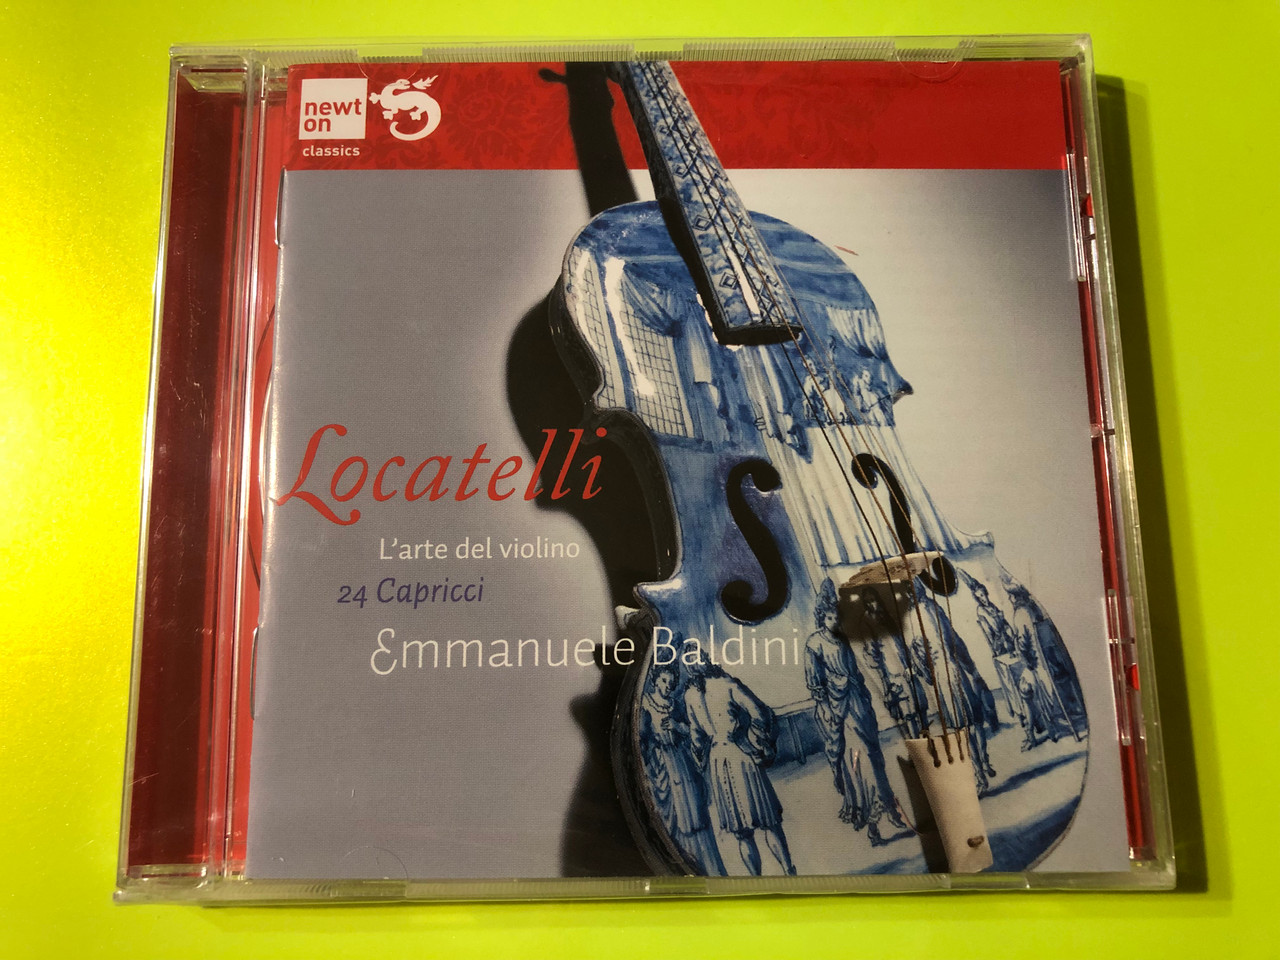 newt
on
classics
Locatelli
L'arte del violino
24 Capricci
Emmanuele Baldini